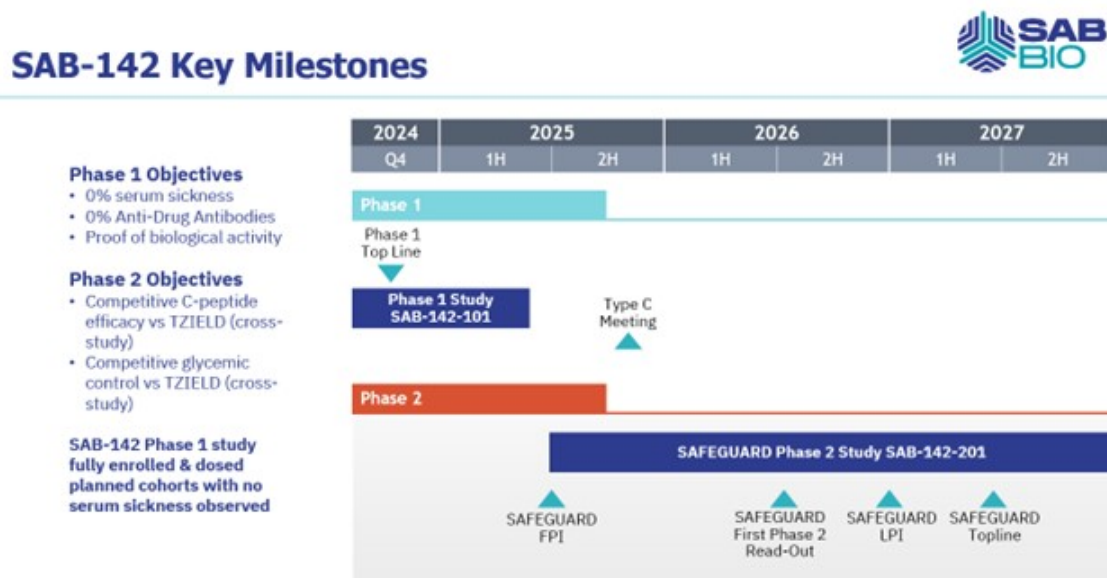 SAB-142 Key Milestones
SAB
BIO
2024 2025 2026 2027
Q4 1H 2H 1H 2H 1H 2H
Phase 1 Objectives
• 0% serum sickness
• 0% Anti-Drug Antibodies
• Proof of biological activity
Phase 2 Objectives
• Competitive C-peptide
efficacy vs TZIELD (cross-
study)
• Competitive glycemic
control vs TZIELD (cross-
study)
SAB-142 Phase 1 study
fully enrolled & dosed
planned cohorts with no
serum sickness observed
Phase 1
Phase 1
Top Line
Phase 1 Study
SAB-142-101
Type C
Meeting
Phase 2
SAFEGUARD Phase 2 Study SAB-142-201
SAFEGUARD
FPI
SAFEGUARD
First Phase 2
Read-Out
SAFEGUARD
LPI
SAFEGUARD
Topline